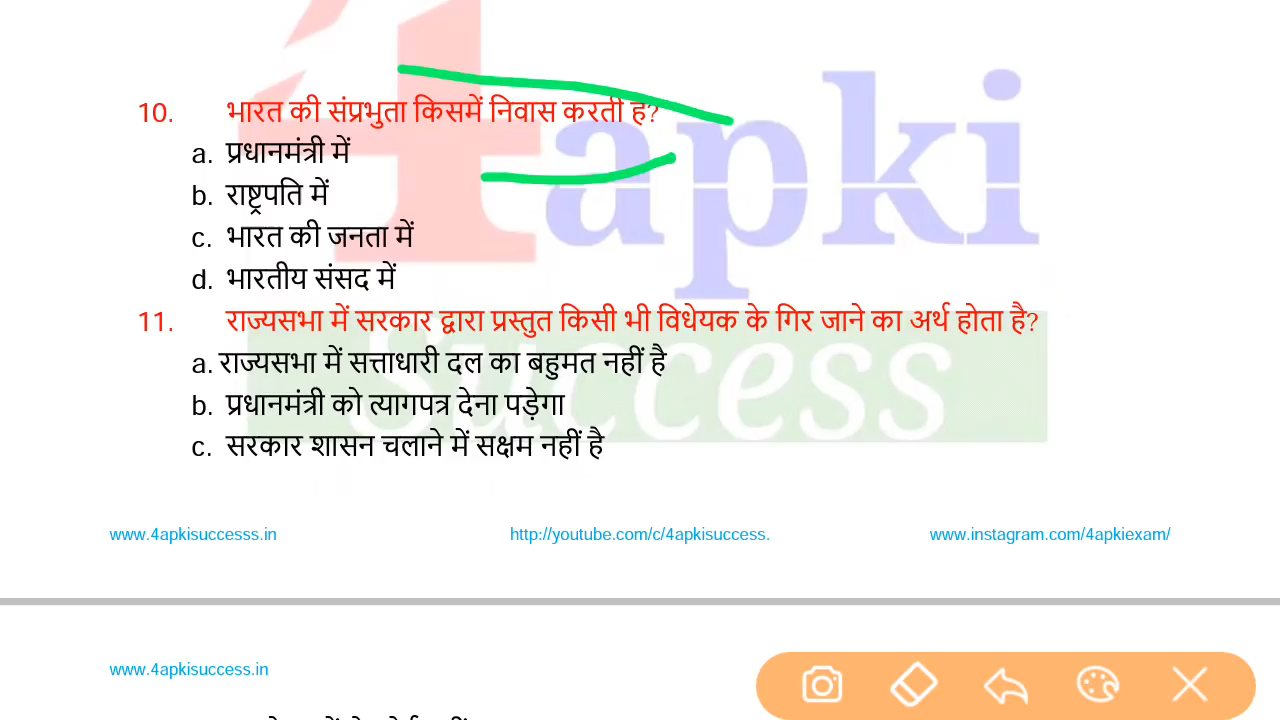 4apki
Success
10. भारत की संप्रभुता किसमें निवास करती है?
a. प्रधानमंत्री में
b. राष्ट्रपति में
c. भारत की जनता में
d. भारतीय संसद में
11. राज्यसभा में सरकार द्वारा प्रस्तुत किसी भी विधेयक के गिर जाने का अर्थ होता है?
a. राज्यसभा में सत्ताधारी दल का बहुमत नहीं है
b. प्रधानमंत्री को त्यागपत्र देना पड़ेगा
c. सरकार शासन चलाने में सक्षम नहीं है
www.4apkisuccesss.in http://youtube.com/c/4apkisuccess. www.instagram.com/4apkiexam/
www.4apkisuccess.in